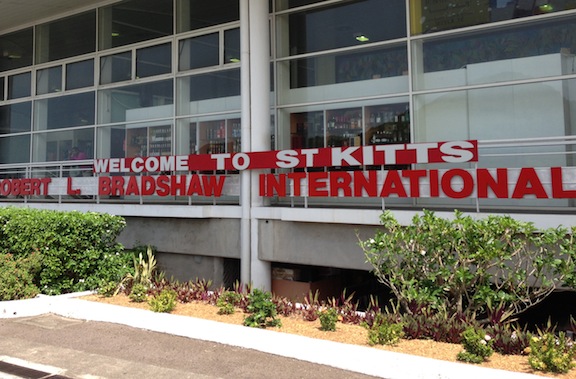 WELCOME TO ST KITTS
ROBERT L. BRADSHAW INTERNATIONAL